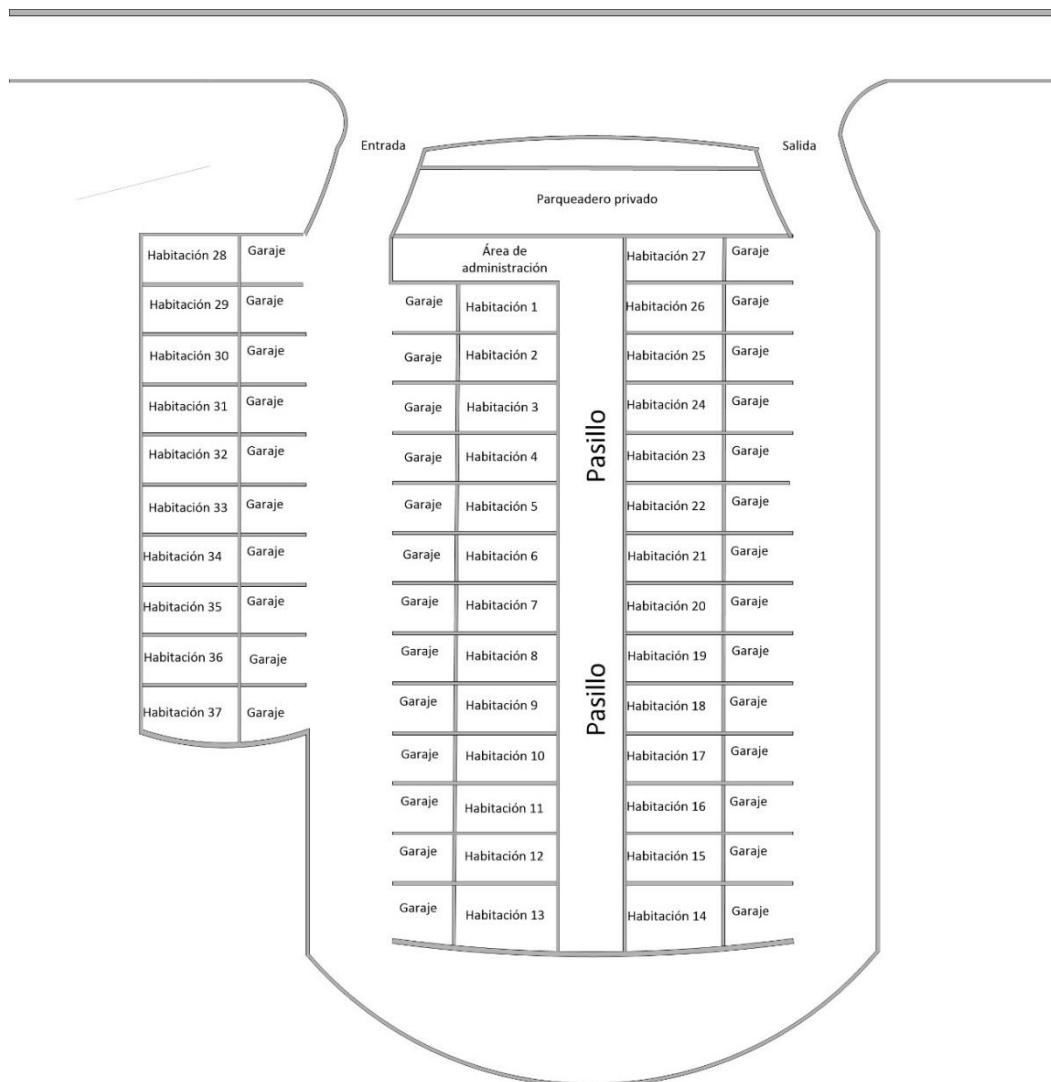 Entrada
Salida
Parqueadero privado
Área de
administración
Habitación 28
Garaje
Habitación 27
Garaje
Habitación 29
Garaje
Garaje
Habitación 1
Habitación 26
Garaje
Habitación 30
Garaje
Garaje
Habitación 2
Habitación 25
Garaje
Habitación 31
Garaje
Garaje
Habitación 3
Habitación 24
Garaje
Habitación 32
Garaje
Garaje
Habitación 4
Habitación 23
Garaje
Pasillo
Habitación 33
Garaje
Garaje
Habitación 5
Habitación 22
Garaje
Habitación 34
Garaje
Garaje
Habitación 6
Habitación 21
Garaje
Habitación 35
Garaje
Garaje
Habitación 7
Habitación 20
Garaje
Habitación 36
Garaje
Garaje
Habitación 8
Habitación 19
Garaje
Pasillo
Habitación 37
Garaje
Garaje
Habitación 9
Habitación 18
Garaje
Garaje
Habitación 10
Habitación 17
Garaje
Garaje
Habitación 11
Habitación 16
Garaje
Garaje
Habitación 12
Habitación 15
Garaje
Garaje
Habitación 13
Habitación 14
Garaje